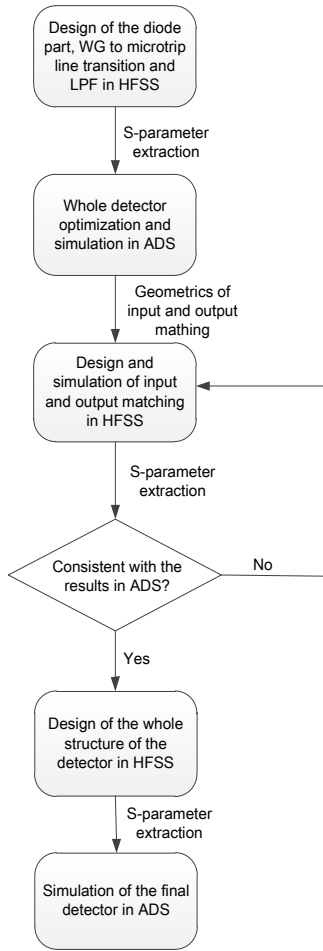 Design of the diode
part, WG to microtrip
line transition and
LPF in HFSS
S-parameter
extraction
Whole detector
optimization and
simulation in ADS
Geometrics of
input and output
mathing
Design and
simulation of input
and output matching
in HFSS
S-parameter
extraction
Consistent with the
results in ADS?
No
Yes
Design of the whole
structure of the
detector in HFSS
S-parameter
extraction
Simulation of the final
detector in ADS